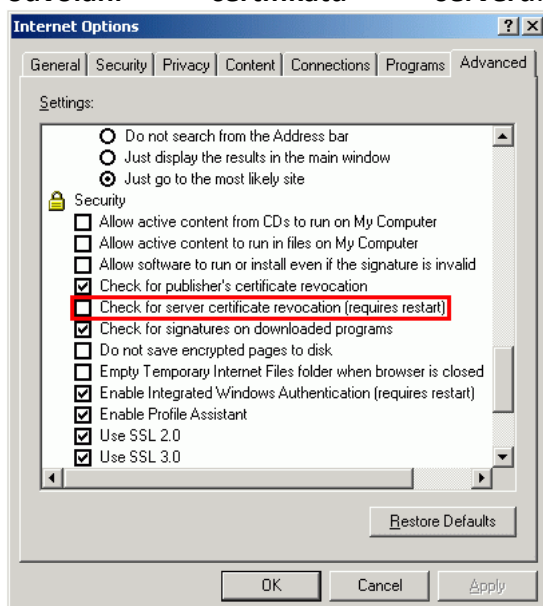 certifikátů
Internet Options
General Security Privacy Content Connections Programs Advanced
Settings:
Do not search from the Address bar
Just display the results in the main window
Just go to the most likely site
Security
Allow active content from CDs to run on My Computer
Allow active content to run in files on My Computer
Allow software to run or install even if the signature is invalid
Check for publisher's certificate revocation
Check for server certificate revocation (requires restart)
Check for signatures on downloaded programs
Do not save encrypted pages to disk
Empty Temporary Internet Files folder when browser is closed
Enable Integrated Windows Authentication (requires restart)
Enable Profile Assistant
Use SSL 2.0
Use SSL 3.0
Restore Defaults
OK Cancel Apply